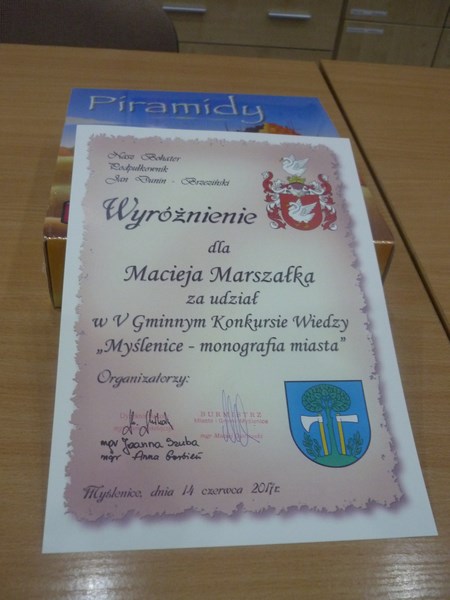 Piramidy
Nasz Bohater
Podpułkownik
Jan Dunin - Brzeziński
Wyróżnienie
dla
Macieja Marszałka
za udział
w V Gminnym Konkursie Wiedzy
„Myślenice - monografia miasta”
Organizatorzy:
BURMISTRZ
mgr Joanna Szuba
mgr Anna
Myślenice, dnia 14 czerwca 2017r.